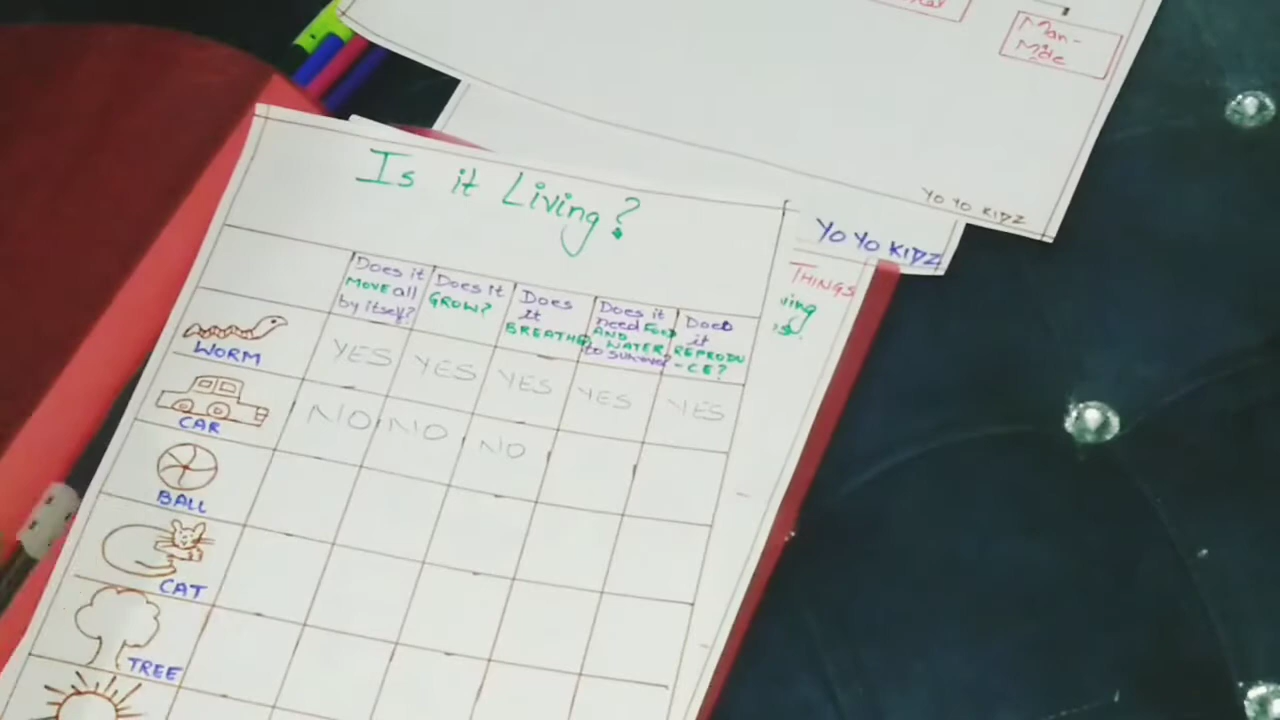 Man-
Made
YO YO KIDZ
YO YO KIDZ
THINGS
Is it Living?
Does it
MOVE all
by itself?
Does it
GROW?
Does
it
BREATHE
Does it
need FOOD
AND
WATER
to
Does
it
REPRODU
-CE?
WORM
YES
YES
YES
YES
YES
CAR
NO
NO
NO
BALL
CAT
TREE